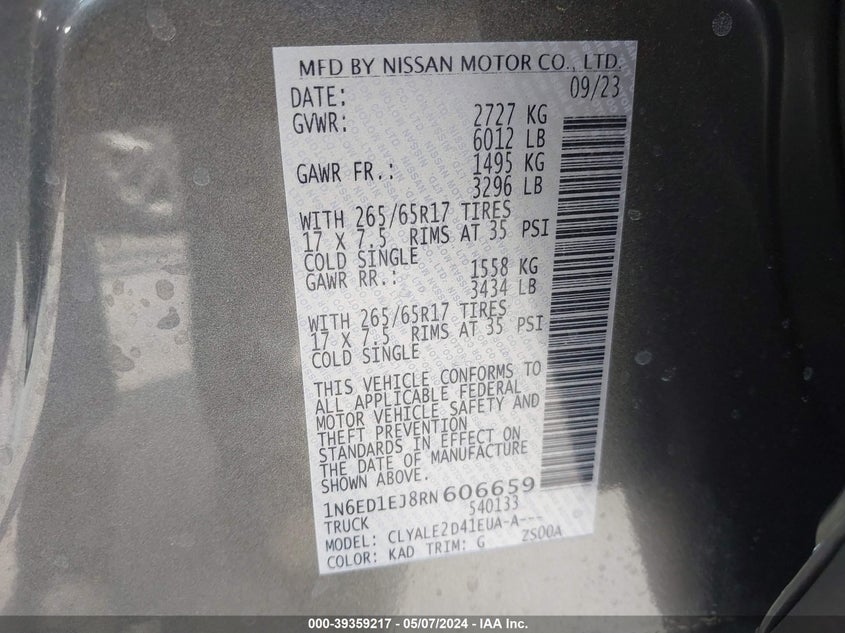 MFD BY NISSAN MOTOR CO., LTD.
DATE: 09/23
GVWR: 2727 KG
6012 LB
GAWR FR.: 1495 KG
3296 LB
WITH 265/65R17 TIRES
17 X 7.5 RIMS AT 35 PSI
COLD SINGLE
GAWR RR.: 1558 KG
3434 LB
WITH 265/65R17 TIRES
17 X 7.5 RIMS AT 35 PSI
COLD SINGLE
THIS VEHICLE CONFORMS TO
ALL APPLICABLE FEDERAL
MOTOR VEHICLE SAFETY AND
THEFT PREVENTION
STANDARDS IN EFFECT ON
THE DATE OF MANUFACTURE
SHOWN ABOVE.
1N6ED1EJ8RN606659
TRUCK 540133
MODEL: CLYALE2D41EUA-A---
COLOR: KAD TRIM: G ZS00A
000-39359217 - 05/07/2024 - IAA Inc.